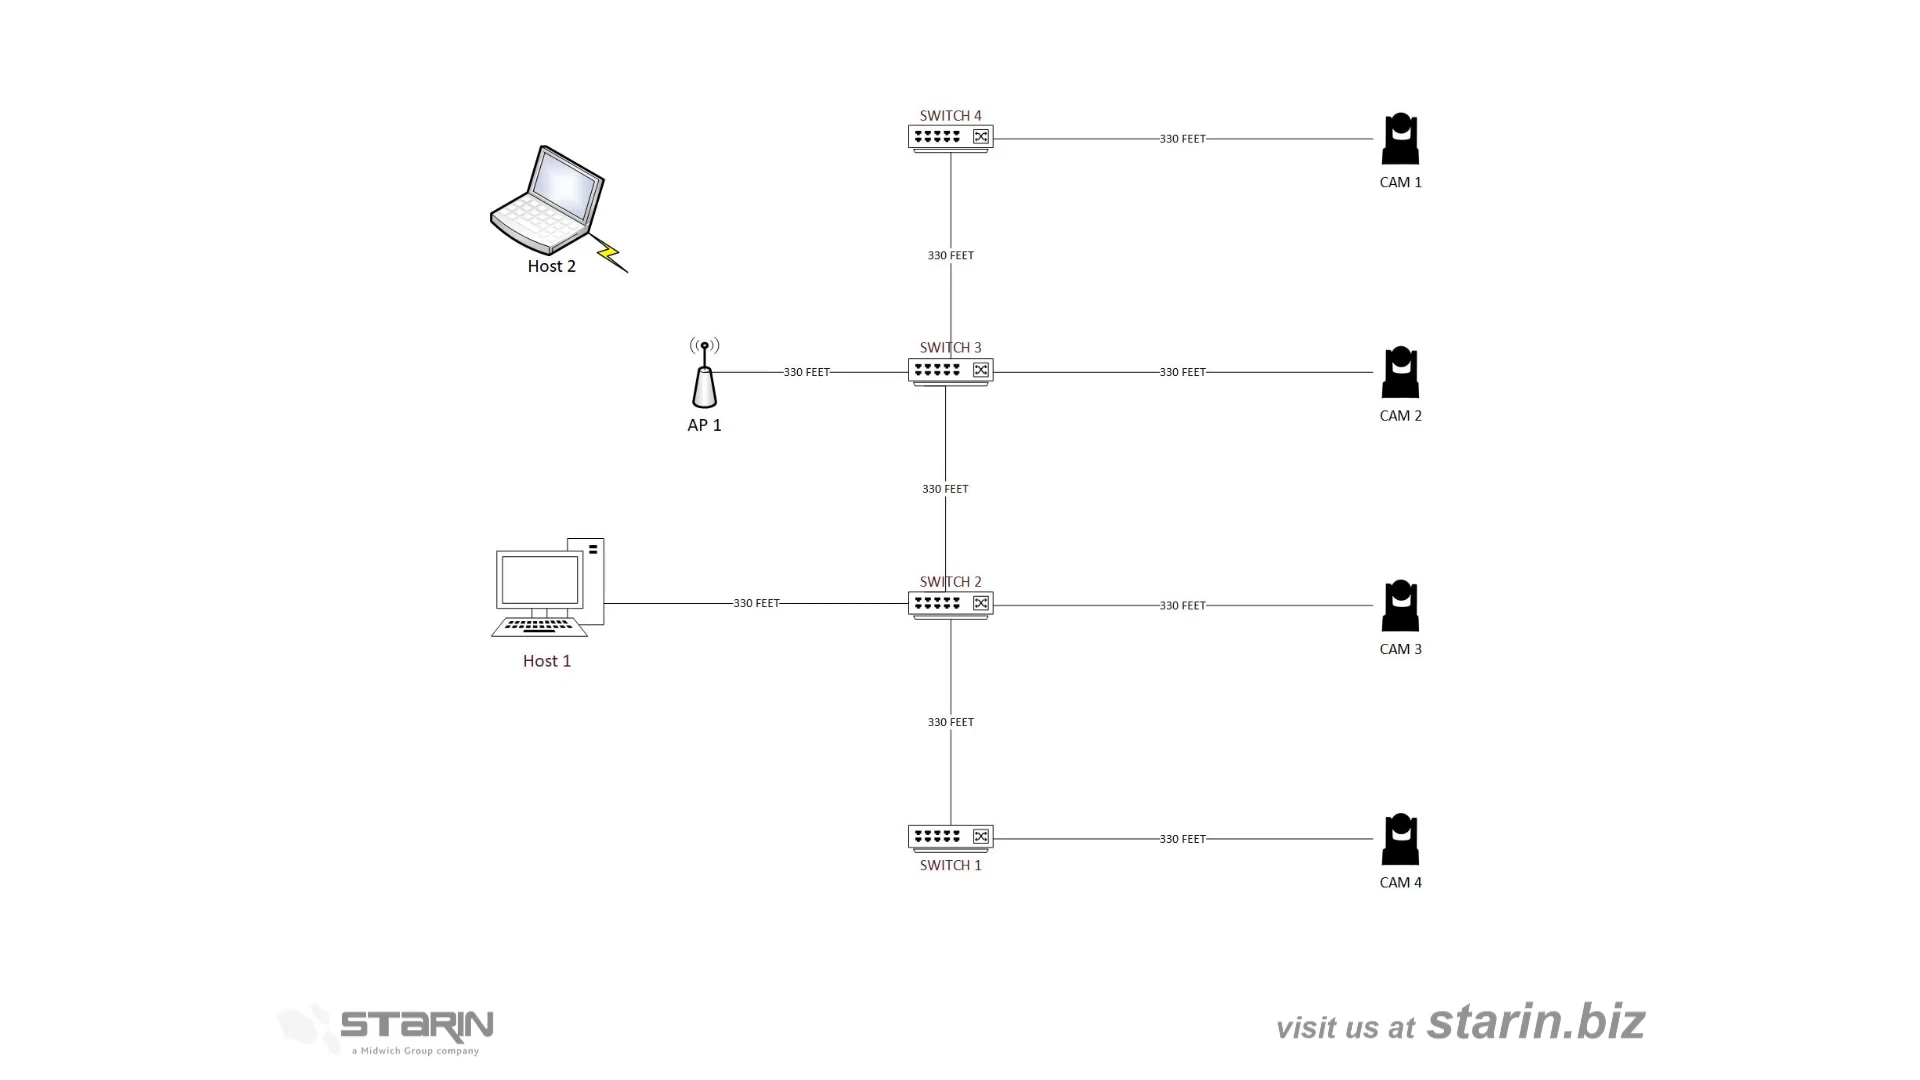 SWITCH 4
330 FEET
CAM 1
Host 2
330 FEET
SWITCH 3
AP 1
330 FEET
330 FEET
CAM 2
330 FEET
SWITCH 2
Host 1
330 FEET
330 FEET
CAM 3
330 FEET
SWITCH 1
330 FEET
CAM 4
STARIN
a Midwich Group company
visit us at starin.biz